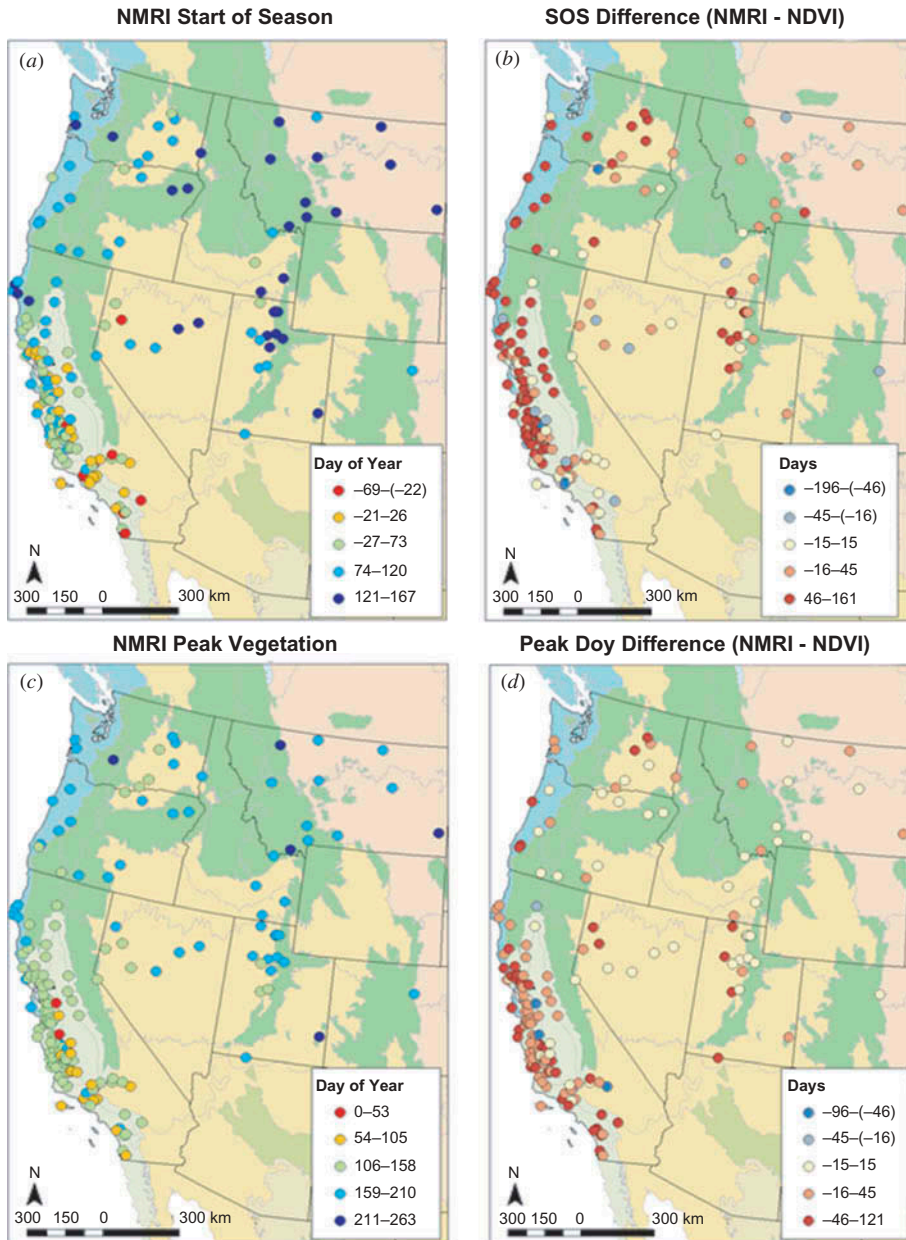 NMRI Start of Season
SOS Difference (NMRI - NDVI)
(a)
(b)
Day of Year
–69–(–22)
–21–26
–27–73
74–120
121–167
N
300 150 0 300 km
Days
–196–(–46)
–45–(–16)
–15–15
–16–45
46–161
N
300 150 0 300 km
NMRI Peak Vegetation
Peak Doy Difference (NMRI - NDVI)
(c)
(d)
Day of Year
0–53
54–105
106–158
159–210
211–263
N
300 150 0 300 km
Days
–96–(–46)
–45–(–16)
–15–15
–16–45
–46–121
N
300 150 0 300 km